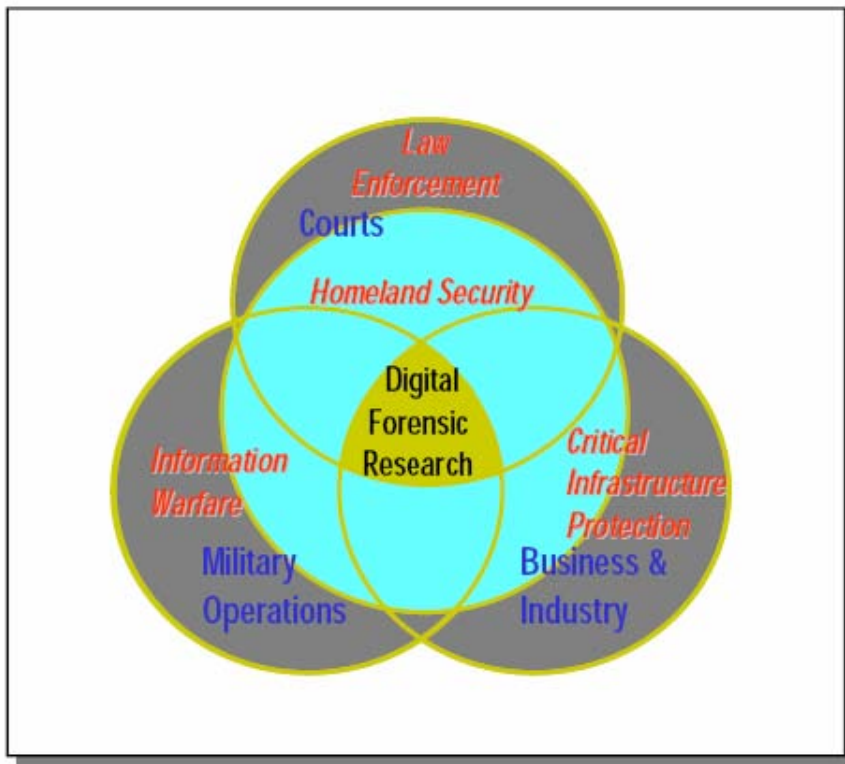 Law
Enforcement
Courts
Homeland Security
Digital
Forensic
Research
Information
Warfare
Critical
Infrastructure
Protection
Military
Operations
Business &
Industry